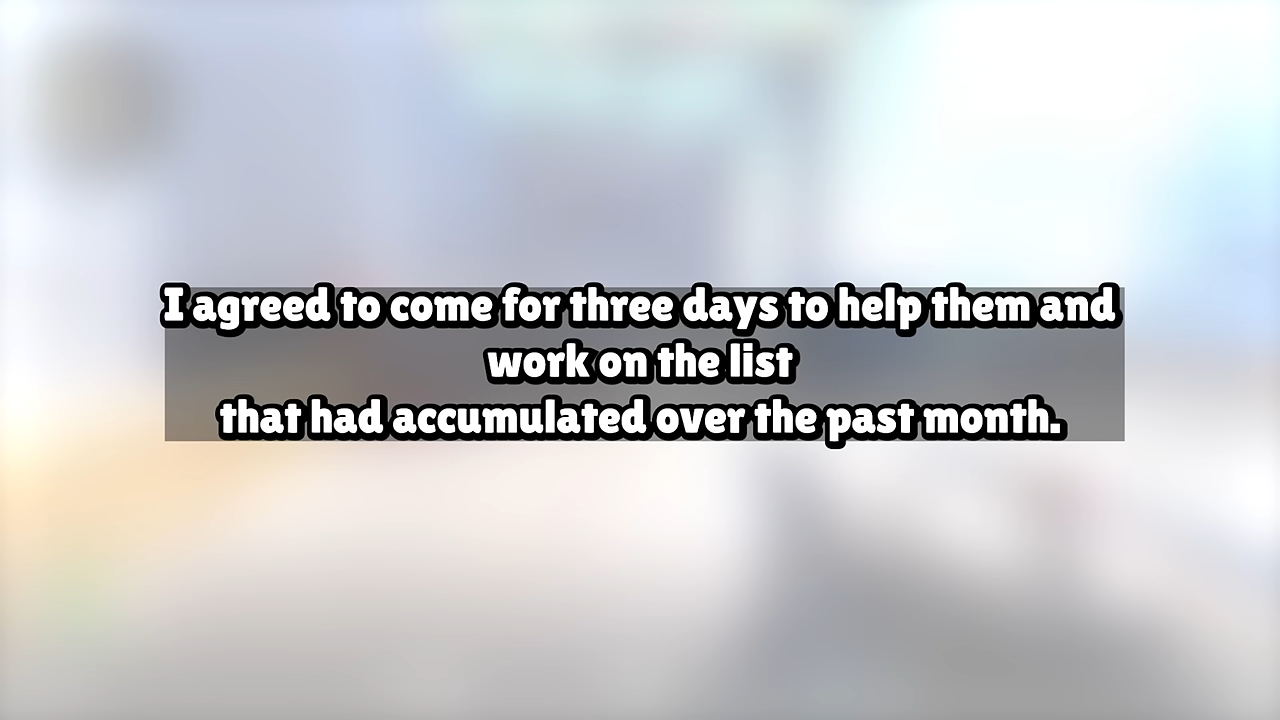 I agreed to come for three days to help them and
work on the list
that had accumulated over the past month.